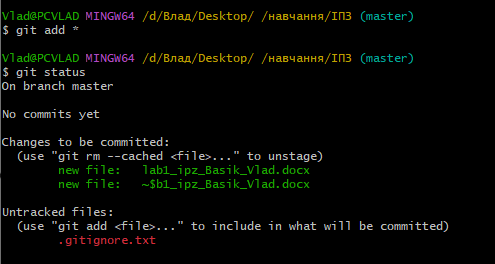 Vlad@PCVLAD MINGW64 /d/Влад/Desktop/ /навчання/ІПЗ (master)
$ git add *
Vlad@PCVLAD MINGW64 /d/Влад/Desktop/ /навчання/ІПЗ (master)
$ git status
On branch master
No commits yet
Changes to be committed:
(use "git rm --cached <file>..." to unstage)
new file:   lab1_ipz_Basik_Vlad.docx
new file:   ~$b1_ipz_Basik_Vlad.docx
Untracked files:
(use "git add <file>..." to include in what will be committed)
.gitignore.txt